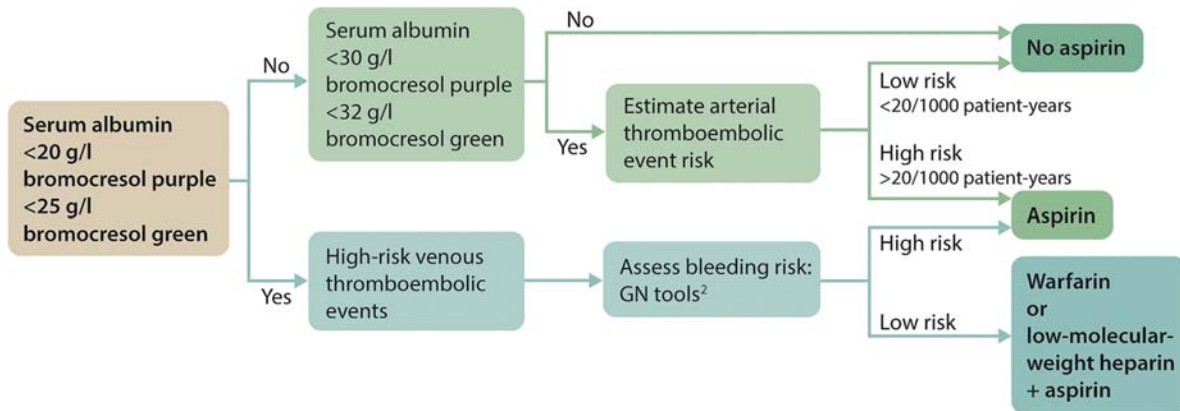 Serum albumin
<20 g/l
bromocresol purple
<25 g/l
bromocresol green
No
Yes
Serum albumin
<30 g/l
bromocresol purple
<32 g/l
bromocresol green
No
Yes
Estimate arterial
thromboembolic
event risk
No aspirin
Low risk
<20/1000 patient-years
High risk
>20/1000 patient-years
Aspirin
High-risk venous
thromboembolic
events
Assess bleeding risk:
GN tools²
High risk
Low risk
Warfarin
or
low-molecular-
weight heparin
+ aspirin